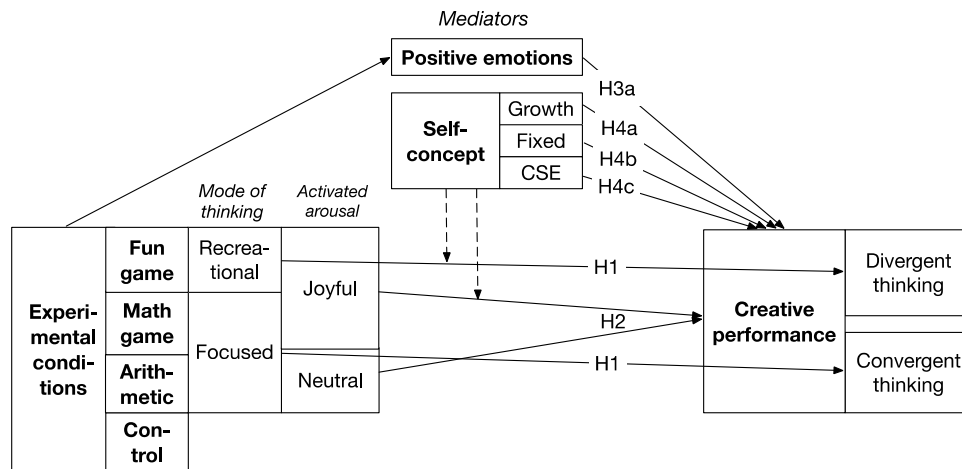 Mediators
Positive emotions
H3a
Self-
concept
Growth
Fixed
CSE
H4a
H4b
H4c
Mode of
thinking
Activated
arousal
Experi-
mental
condi-
tions
Fun
game
Math
game
Arith-
metic
Con-
trol
Recrea-
tional
Focused
Joyful
Neutral
H1
H2
H1
Creative
performance
Divergent
thinking
Convergent
thinking